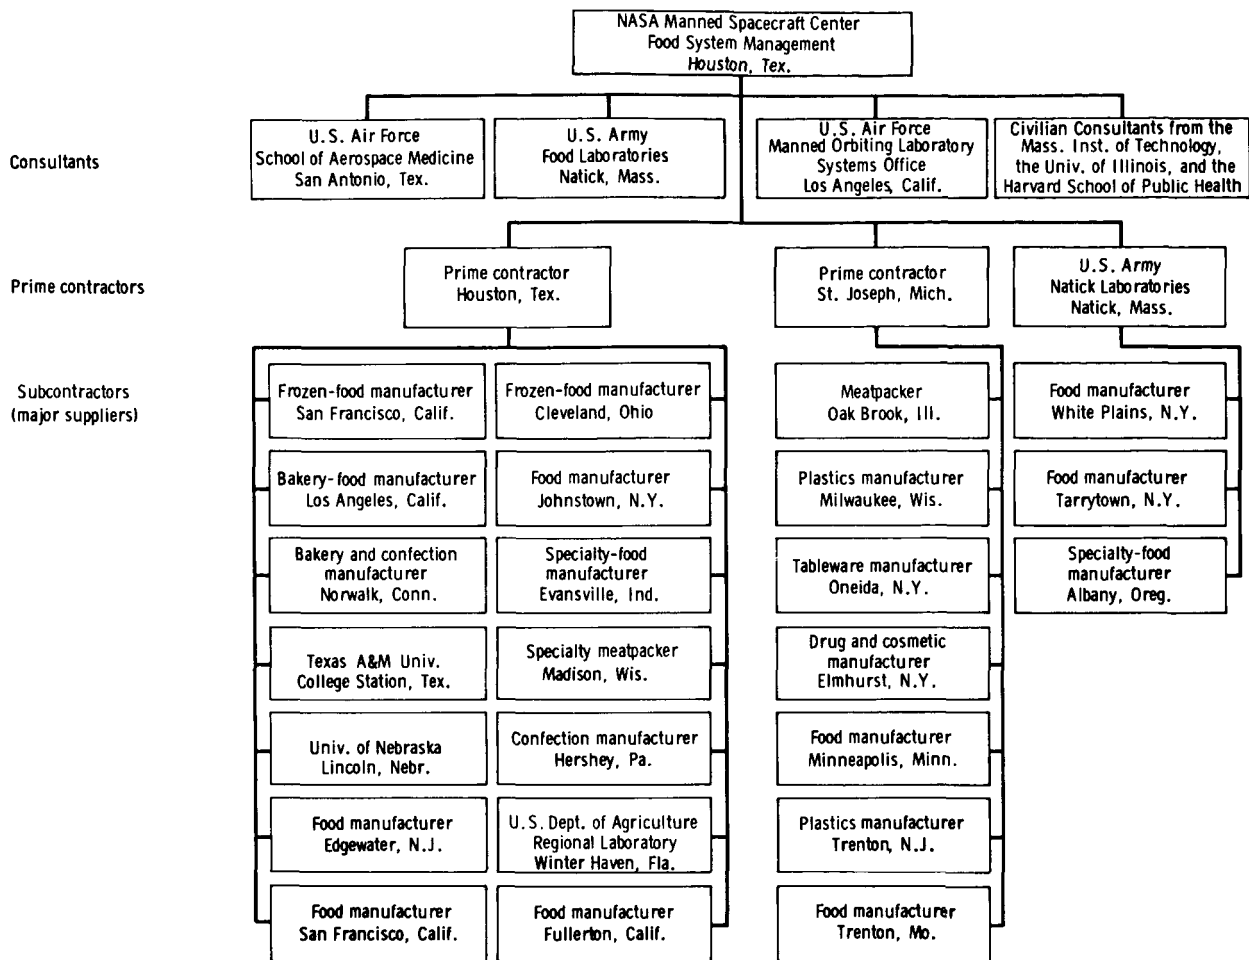 NASA Manned Spacecraft Center
Food System Management
Houston, Tex.
Consultants
U.S. Air Force
School of Aerospace Medicine
San Antonio, Tex.
U.S. Army
Food Laboratories
Natick, Mass.
U.S. Air Force
Manned Orbiting Laboratory
Systems Office
Los Angeles, Calif.
Civilian Consultants from the
Mass. Inst. of Technology,
the Univ. of Illinois, and the
Harvard School of Public Health
Prime contractors
Prime contractor
Houston, Tex.
Prime contractor
St. Joseph, Mich.
U.S. Army
Natick Laboratories
Natick, Mass.
Subcontractors
(major suppliers)
Frozen-food manufacturer
San Francisco, Calif.
Frozen-food manufacturer
Cleveland, Ohio
Meatpacker
Oak Brook, Ill.
Food manufacturer
White Plains, N.Y.
Bakery-food manufacturer
Los Angeles, Calif.
Food manufacturer
Johnstown, N.Y.
Plastics manufacturer
Milwaukee, Wis.
Food manufacturer
Tarrytown, N.Y.
Bakery and confection
manufacturer
Norwalk, Conn.
Specialty-food
manufacturer
Evansville, Ind.
Tableware manufacturer
Oneida, N.Y.
Specialty-food
manufacturer
Albany, Oreg.
Texas A&M Univ.
College Station, Tex.
Specialty meatpacker
Madison, Wis.
Drug and cosmetic
manufacturer
Elmhurst, N.Y.
Univ. of Nebraska
Lincoln, Nebr.
Confection manufacturer
Hershey, Pa.
Food manufacturer
Minneapolis, Minn.
Food manufacturer
Edgewater, N.J.
U.S. Dept. of Agriculture
Regional Laboratory
Winter Haven, Fla.
Plastics manufacturer
Trenton, N.J.
Food manufacturer
San Francisco, Calif.
Food manufacturer
Fullerton, Calif.
Food manufacturer
Trenton, Mo.